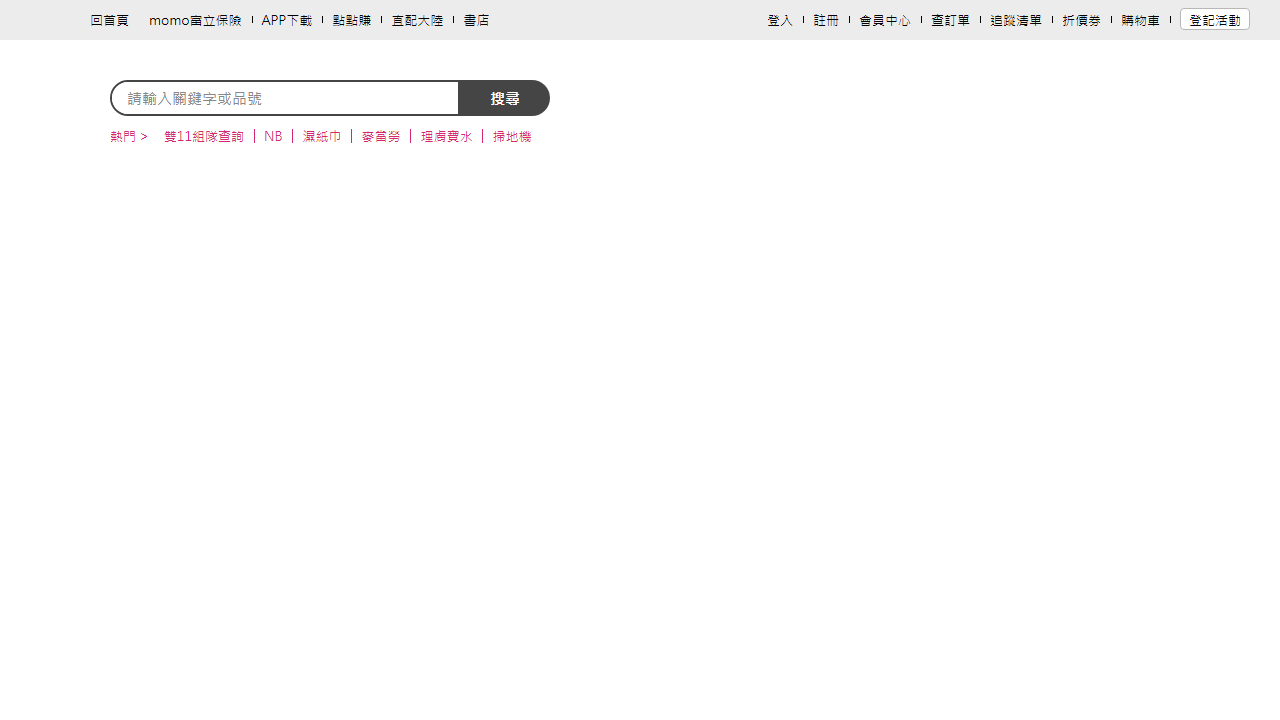 回首頁 momo富立保險 APP下載 點點賺 直配大陸 書店 登入 註冊 會員中心 查訂單 追蹤清單 折價券 購物車 登記活動
請輸入關鍵字或品號 搜尋
熱門 > 雙11組隊查詢 NB 濕紙巾 麥當勞 理膚寶水 掃地機